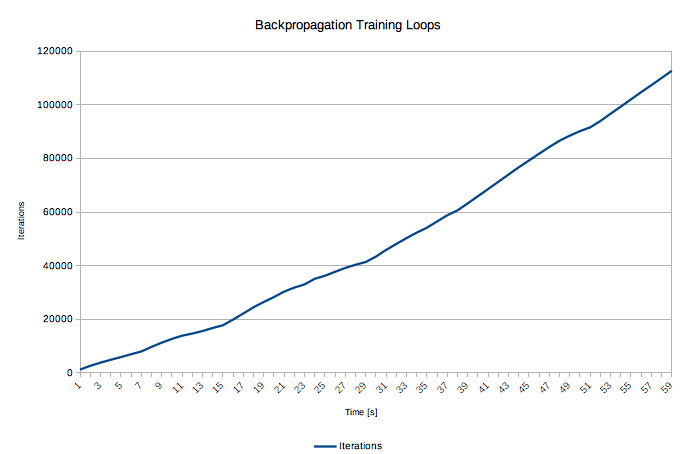 Backpropagation Training Loops
120000
100000
80000
60000
40000
20000
0
Iterations
1 3 5 7 9 11 13 15 17 19 21 23 25 27 29 31 33 35 37 39 41 43 45 47 49 51 53 55 57 59
Time [s]
Iterations